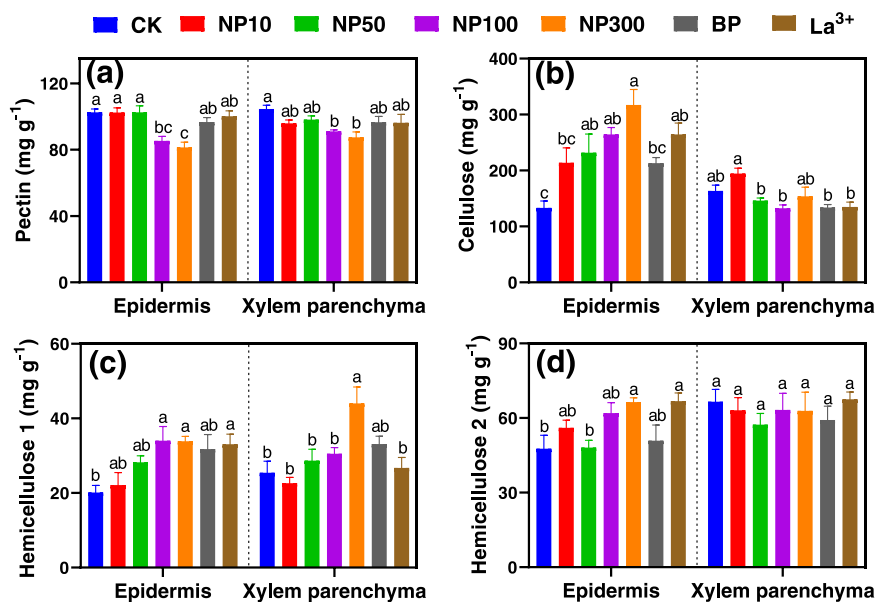 CK NP10 NP50 NP100 NP300 BP La³⁺
(a)
Pectin (mg g⁻¹)
120
80
40
0
a a a bc c ab ab
a ab ab b b ab ab
Epidermis Xylem parenchyma
(b)
Cellulose (mg g⁻¹)
400
300
200
100
0
c bc ab ab a bc ab
ab a b b ab b b
Epidermis Xylem parenchyma
(c)
Hemicellulose 1 (mg g⁻¹)
60
40
20
0
b ab ab a a ab a
b b b b a ab b
Epidermis Xylem parenchyma
(d)
Hemicellulose 2 (mg g⁻¹)
90
60
30
0
b ab b ab a ab a
a a a a a a a
Epidermis Xylem parenchyma